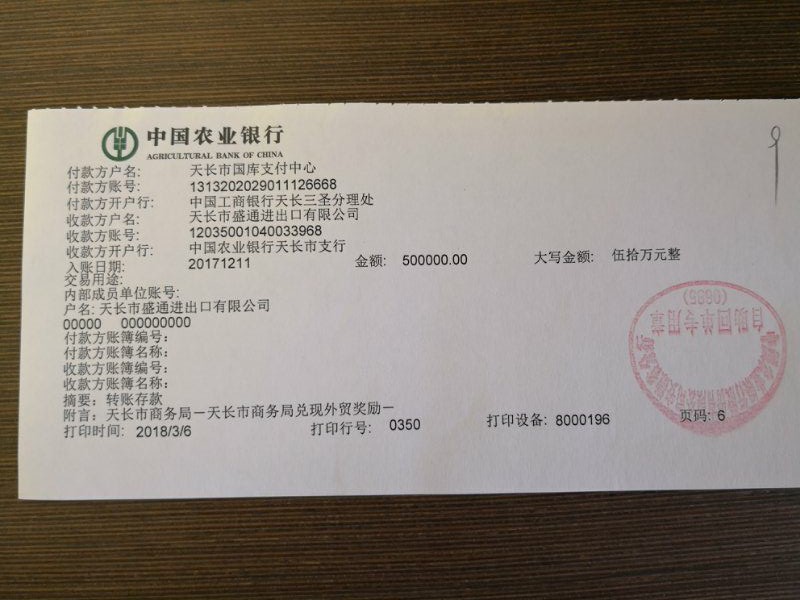 中国农业银行
AGRICULTURAL BANK OF CHINA
付款方户名: 天长市国库支付中心
付款方账号: 1313202029011126668
付款方开户行: 中国工商银行天长三圣分理处
收款方户名: 天长市盛通进出口有限公司
收款方账号: 12035001040033968
收款方开户行: 中国农业银行天长市支行
入账日期: 20171211 金额: 500000.00 大写金额: 伍拾万元整
交易用途:
内部成员单位账号:
户名: 天长市盛通进出口有限公司
00000 000000000
付款方账簿编号:
付款方账簿名称:
收款方账簿编号:
收款方账簿名称:
摘要: 转账存款
附言: 天长市商务局－天长市商务局兑现外贸奖励－
打印时间: 2018/3/6 打印行号: 0350 打印设备: 8000196 页码: 6
自助回单专用章
(0695)